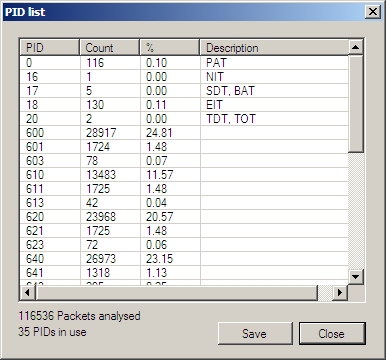 PID list
PID Count % Description
0 116 0.10 PAT
16 1 0.00 NIT
17 5 0.00 SDT, BAT
18 130 0.11 EIT
20 2 0.00 TDT, TOT
600 28917 24.81
601 1724 1.48
603 78 0.07
610 13483 11.57
611 1725 1.48
613 42 0.04
620 23968 20.57
621 1725 1.48
623 72 0.06
640 26973 23.15
641 1318 1.13
116536 Packets analysed
35 PIDs in use
Save Close